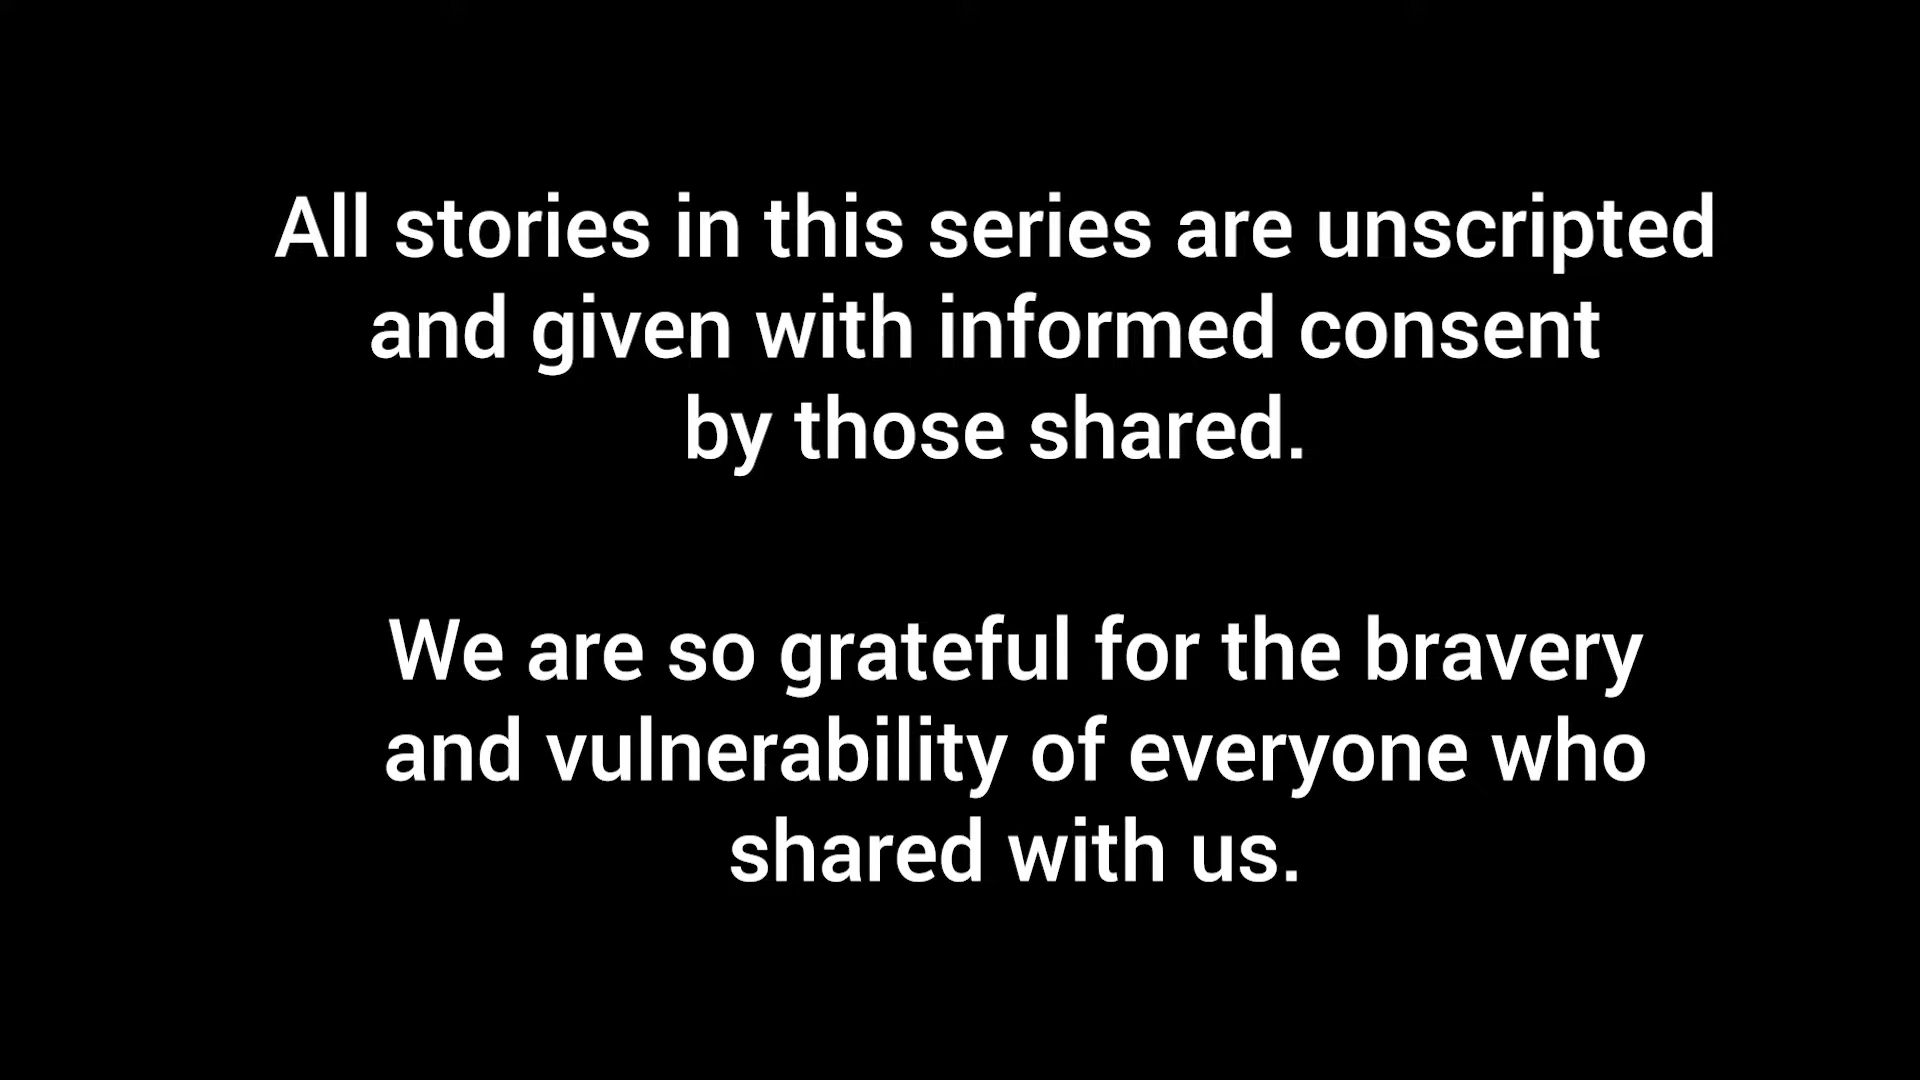 All stories in this series are unscripted
and given with informed consent
by those shared.
We are so grateful for the bravery
and vulnerability of everyone who
shared with us.